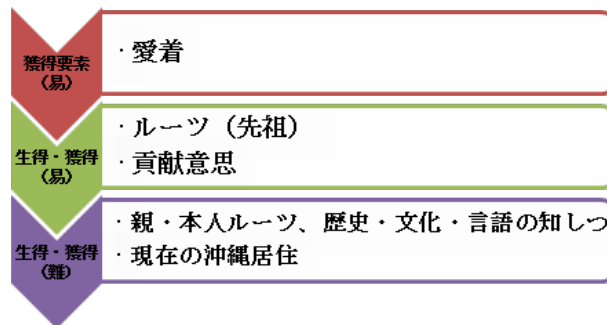 獲得要素
(易)
・愛着
生得・獲得
(易)
・ルーツ（先祖）
・貢献意思
生得・獲得
(難)
・親・本人ルーツ、歴史・文化・言語の知しつ
・現在の沖縄居住